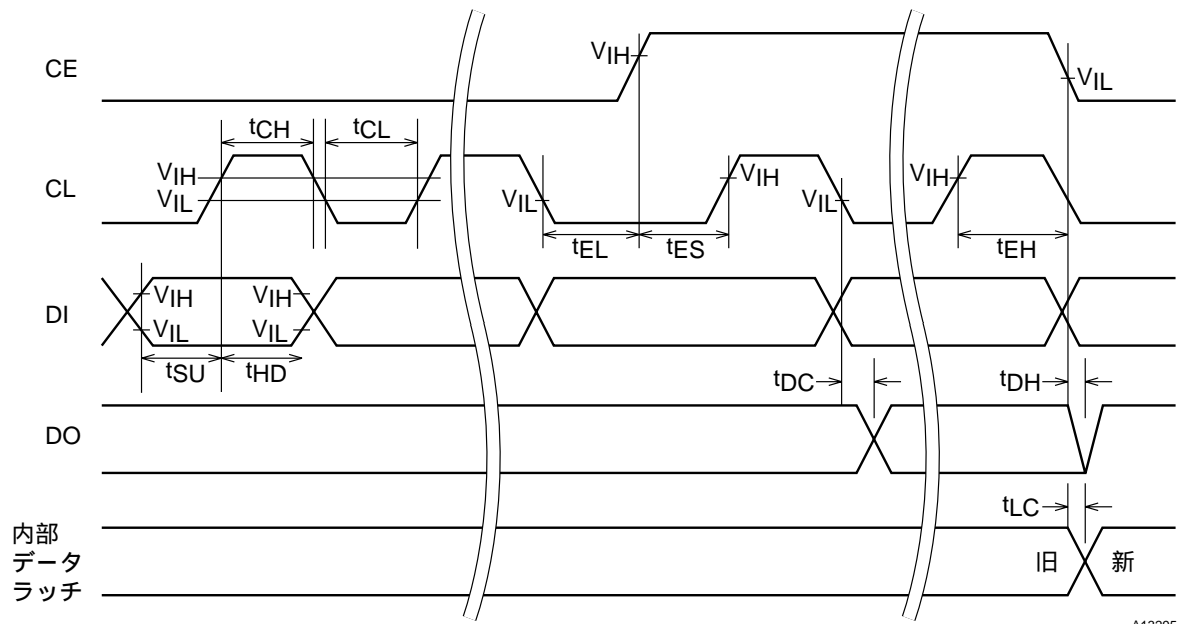 CE
VIH
VIL
tCH
tCL
CL
VIH
VIL
VIL
VIH
VIL
VIH
tEL
tES
tEH
DI
VIH
VIL
VIH
VIL
tSU
tHD
tDC
tDH
DO
tLC
内部
データ
ラッチ
旧
新